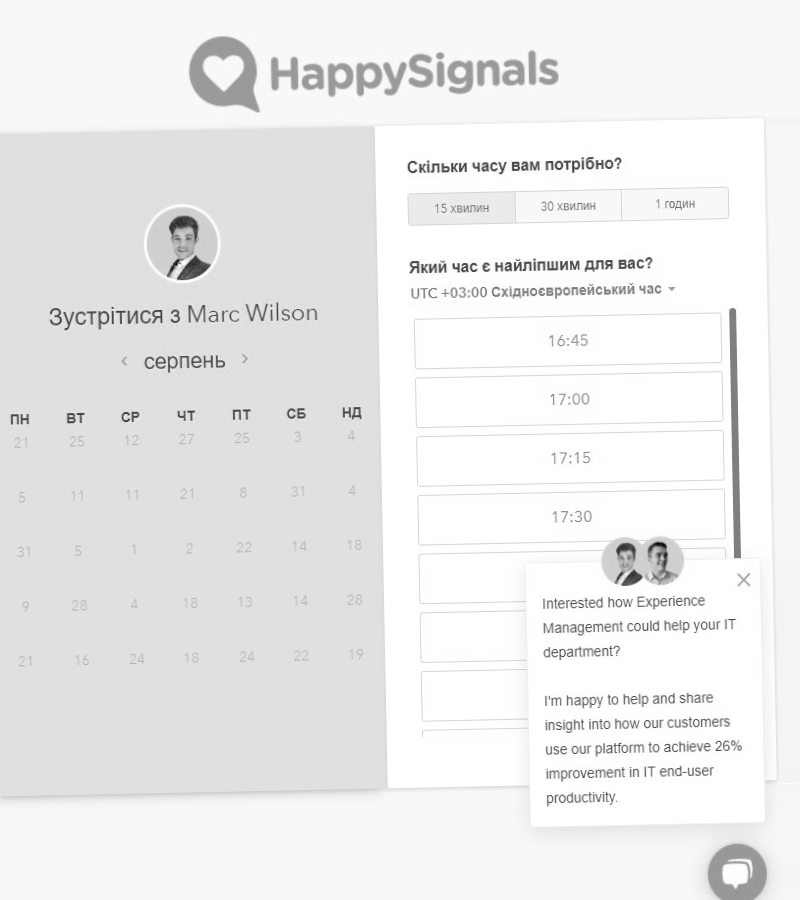 HappySignals
Зустрітися з Marc Wilson
серпень
ПН ВТ СР ЧТ ПТ СБ НД
21 25 12 27 25 3 4
5 11 11 21 8 31 4
31 5 1 2 22 14 18
9 28 4 18 13 14 28
21 16 24 18 24 22 19
Скільки часу вам потрібно?
15 хвилин 30 хвилин 1 годин
Який час є найліпшим для вас?
UTC +03:00 Східноєвропейський час
16:45
17:00
17:15
17:30
Interested how Experience
Management could help your IT
department?
I'm happy to help and share
insight into how our customers
use our platform to achieve 26%
improvement in IT end-user
productivity.